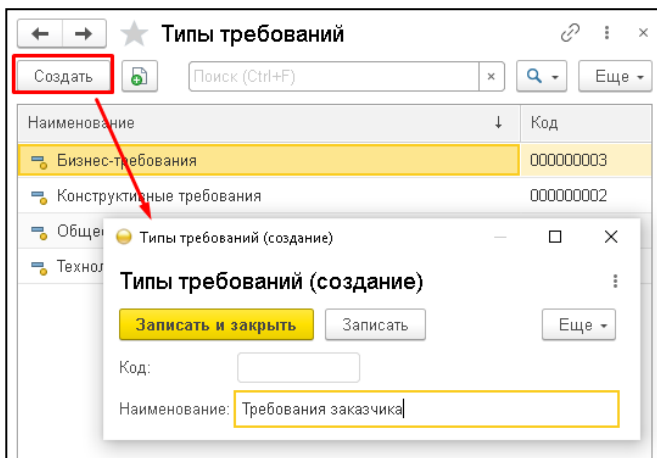 Типы требований
Создать
Поиск (Ctrl+F)
×
Еще
Наименование ↓ Код
Бизнес-требования 000000003
Конструктивные требования 000000002
Типы требований (создание)
Типы требований (создание)
Записать и закрыть Записать Еще
Код:
Наименование: Требования заказчика